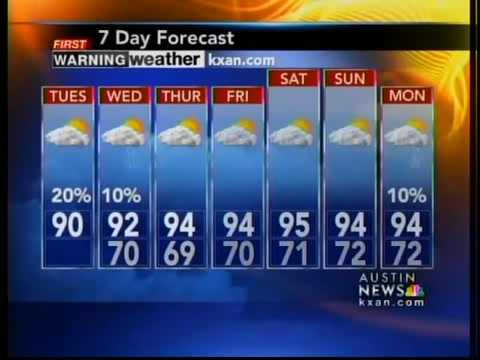 FIRST 7 Day Forecast
WARNING weather kxan.com
SAT SUN
TUES WED THUR FRI MON
20% 10% 10%
90 92 94 94 95 94 94
70 69 70 71 72 72
AUSTIN
NEWS
kxan.com